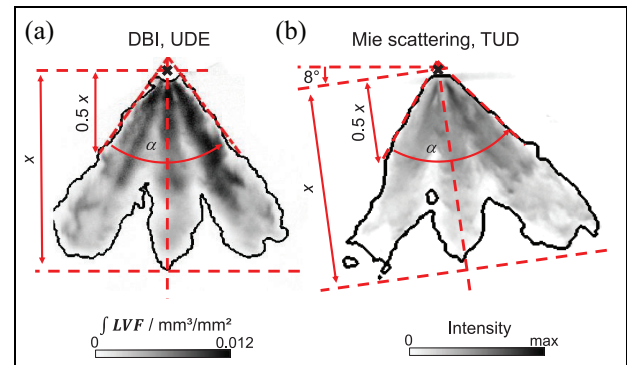 (a)
DBI, UDE
x
0.5 x
α
∫ LVF / mm³/mm²
0
0.012
(b)
Mie scattering, TUD
8°
x
0.5 x
α
Intensity
0
max